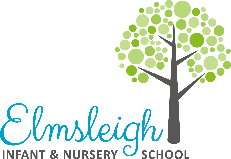 Elmsleigh
INFANT & NURSERY SCHOOL